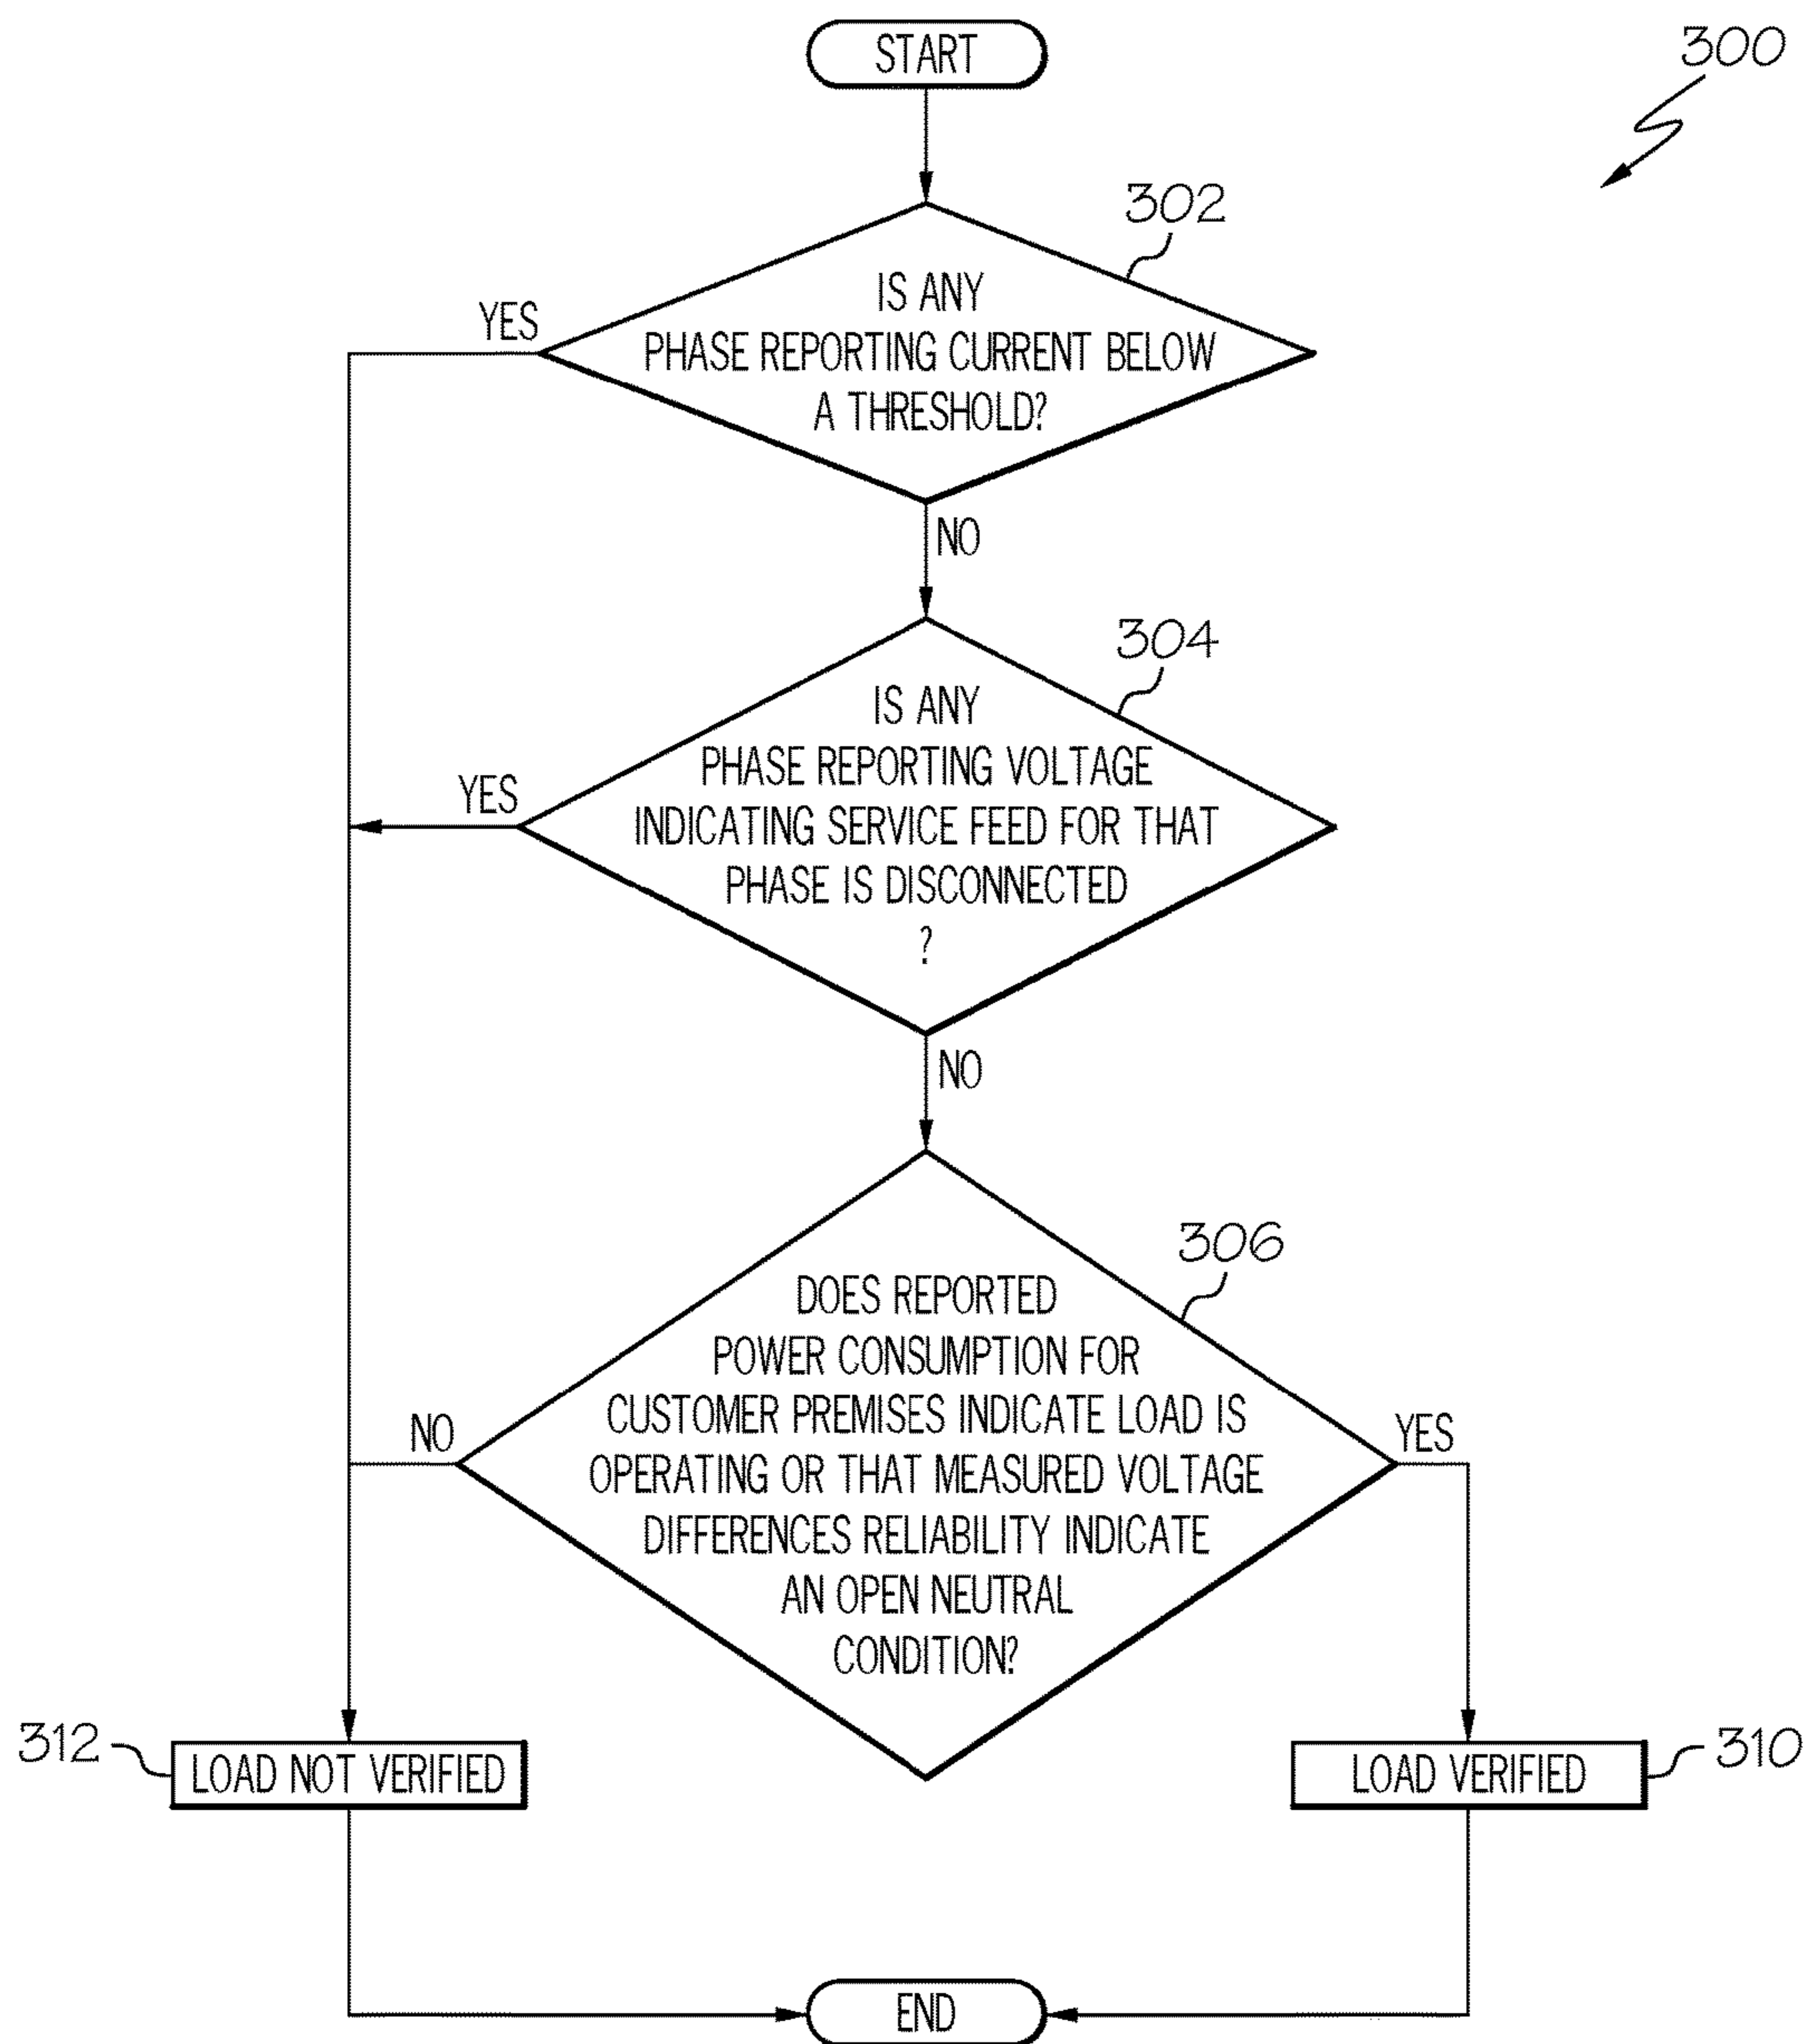 START
300
302
IS ANY
PHASE REPORTING CURRENT BELOW
A THRESHOLD?
YES
NO
304
IS ANY
PHASE REPORTING VOLTAGE
INDICATING SERVICE FEED FOR THAT
PHASE IS DISCONNECTED
?
YES
NO
306
DOES REPORTED
POWER CONSUMPTION FOR
CUSTOMER PREMISES INDICATE LOAD IS
OPERATING OR THAT MEASURED VOLTAGE
DIFFERENCES RELIABILITY INDICATE
AN OPEN NEUTRAL
CONDITION?
NO
YES
312
LOAD NOT VERIFIED
LOAD VERIFIED
310
END